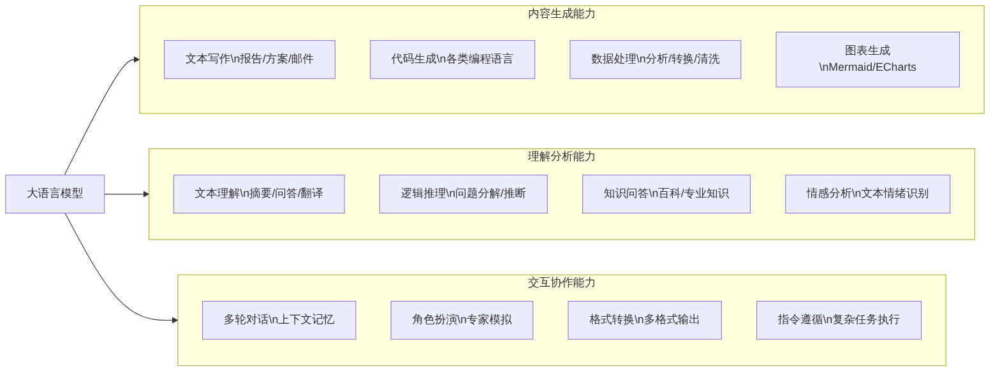 内容生成能力
文本写作\n报告/方案/邮件
代码生成\n各类编程语言
数据处理\n分析/转换/清洗
图表生成
\nMermaid/ECharts
大语言模型
理解分析能力
文本理解\n摘要/问答/翻译
逻辑推理\n问题分解/推断
知识问答\n百科/专业知识
情感分析\n文本情绪识别
交互协作能力
多轮对话\n上下文记忆
角色扮演\n专家模拟
格式转换\n多格式输出
指令遵循\n复杂任务执行